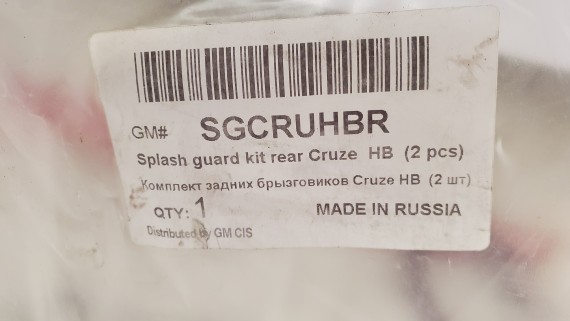 GM# SGCRUHBR
Splash guard kit rear Cruze HB (2 pcs)
Комплект задних брызговиков Cruze HB (2 шт)
QTY: 1 MADE IN RUSSIA
Distributed by GM CIS